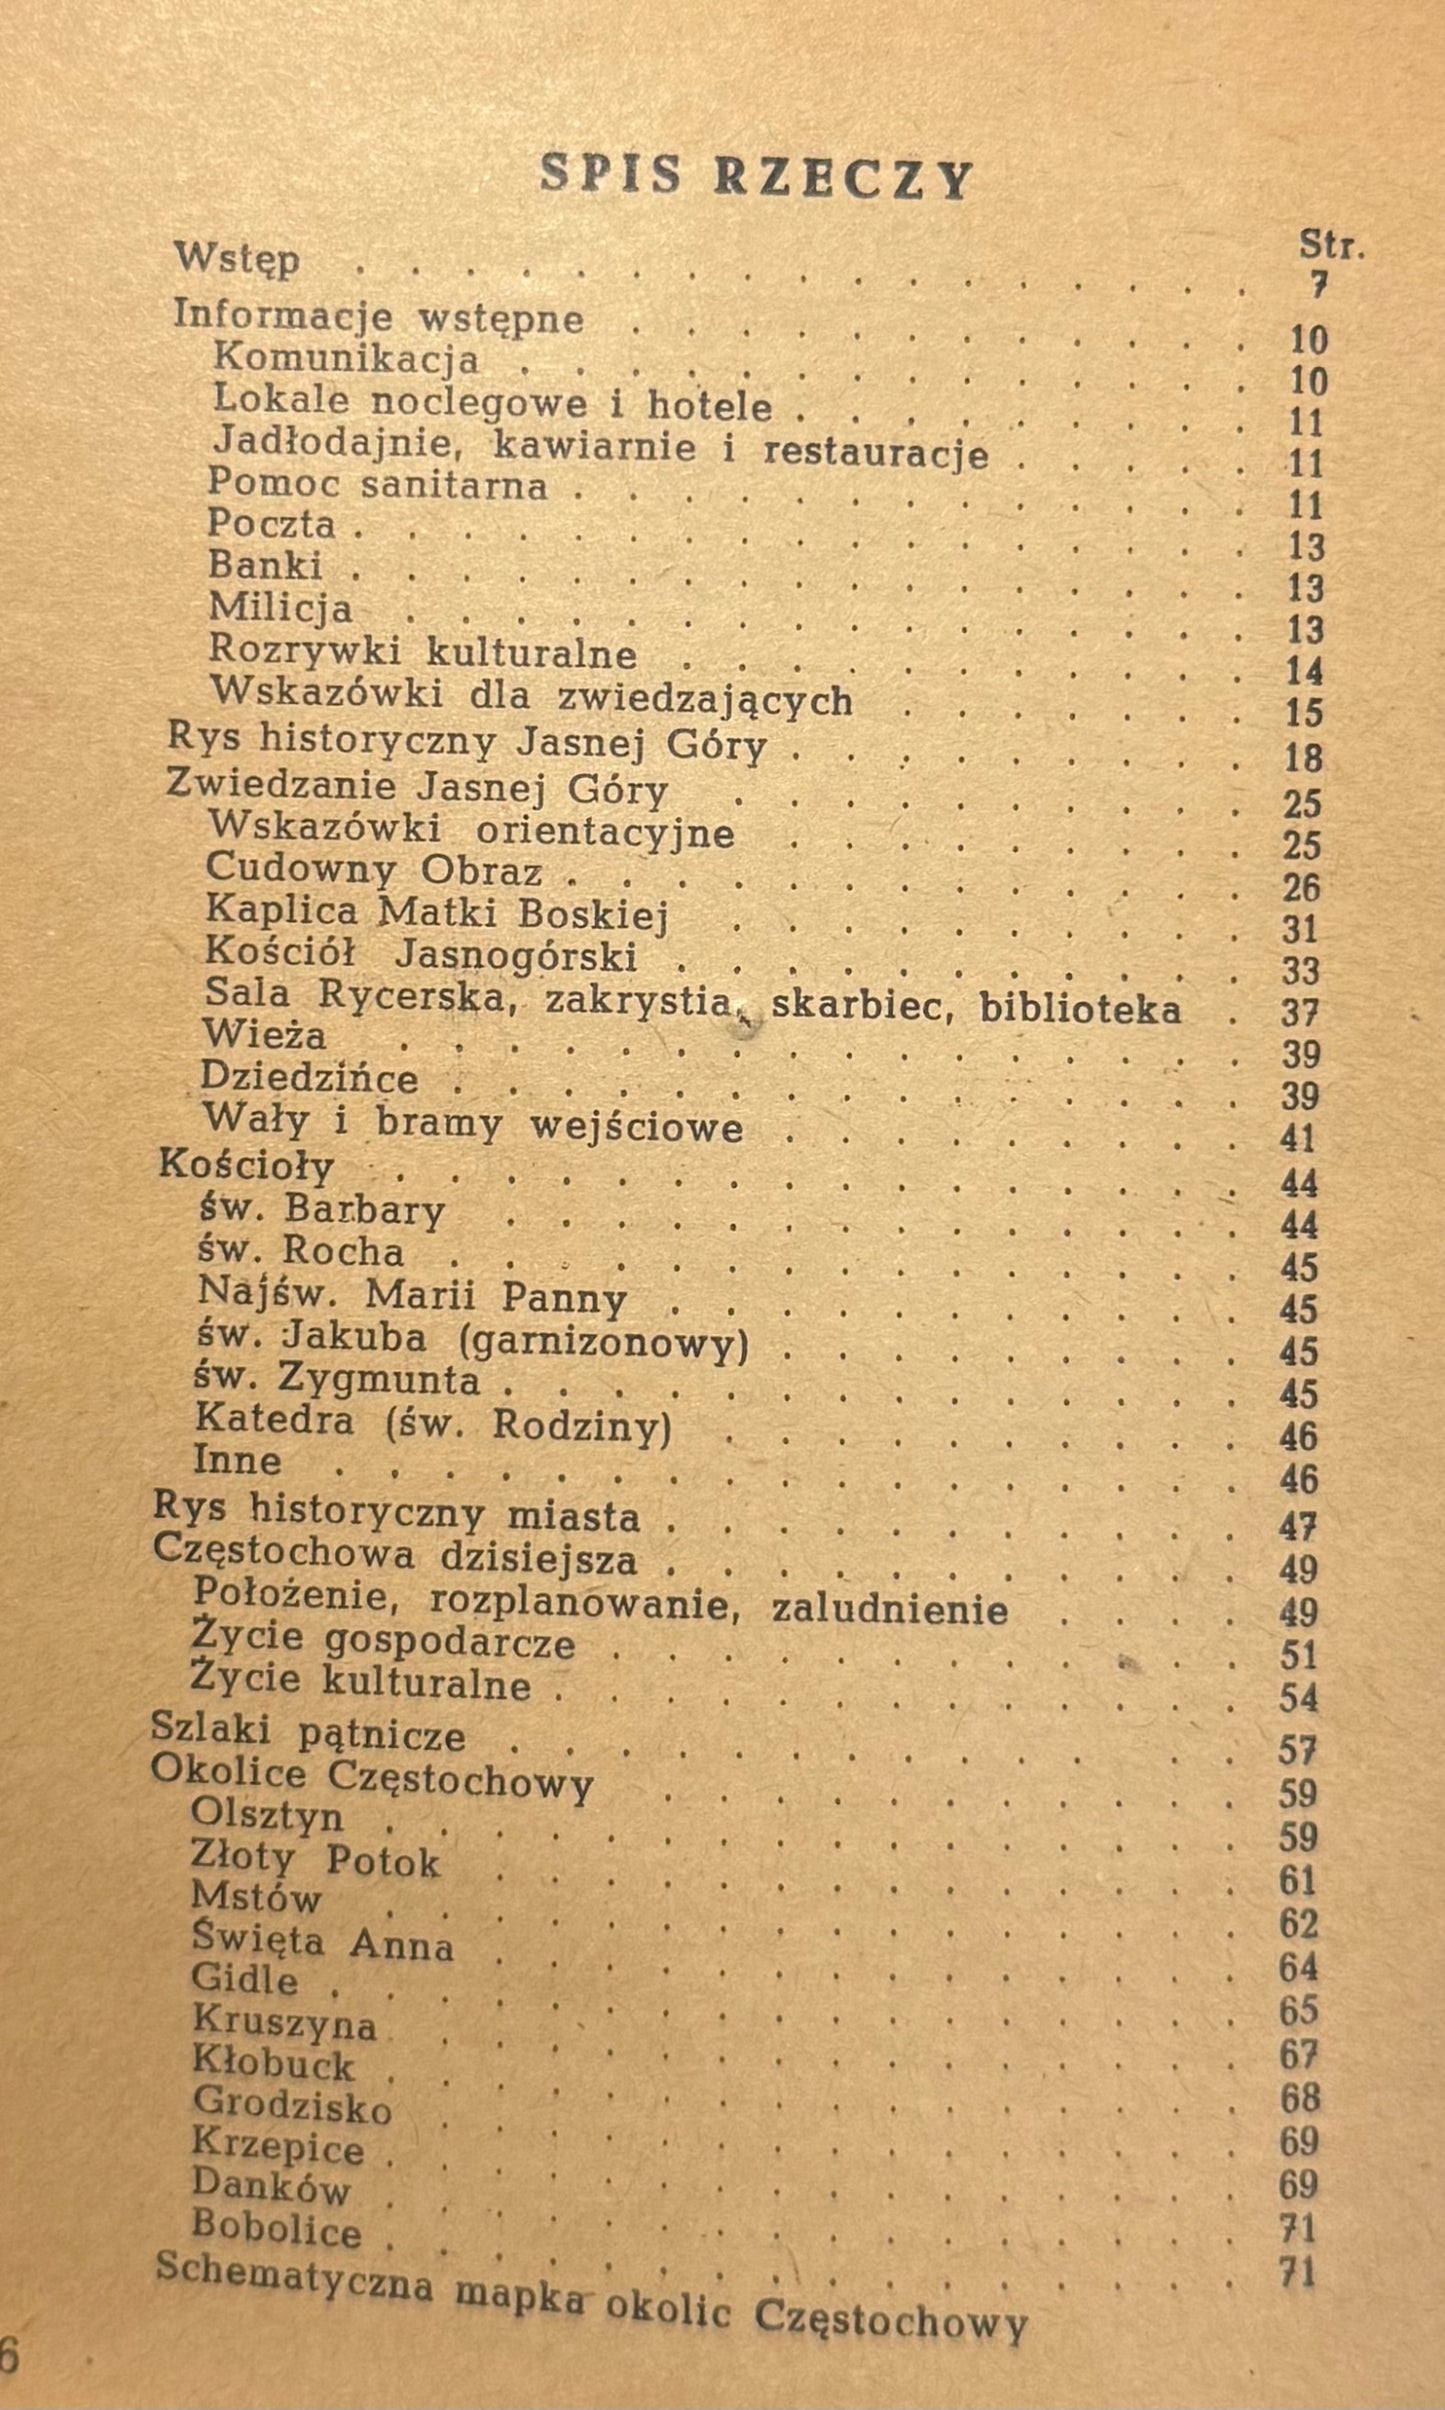 SPIS RZECZY
Str.
Wstęp . . . . . . . . . . . . . . . . . 7
Informacje wstępne . . . . . . . . . . . . 10
Komunikacja . . . . . . . . . . . . . . 10
Lokale noclegowe i hotele . . . . . . . . . 11
Jadłodajnie, kawiarnie i restauracje . . . . . 11
Pomoc sanitarna . . . . . . . . . . . . . 11
Poczta . . . . . . . . . . . . . . . . . 13
Banki . . . . . . . . . . . . . . . . . 13
Milicja . . . . . . . . . . . . . . . . 13
Rozrywki kulturalne . . . . . . . . . . . 14
Wskazówki dla zwiedzających . . . . . . . 15
Rys historyczny Jasnej Góry . . . . . . . . . 18
Zwiedzanie Jasnej Góry . . . . . . . . . . 25
Wskazówki orientacyjne . . . . . . . . . 25
Cudowny Obraz . . . . . . . . . . . . . 26
Kaplica Matki Boskiej . . . . . . . . . . 31
Kościół Jasnogórski . . . . . . . . . . . 33
Sala Rycerska, zakrystia, skarbiec, biblioteka . 37
Wieża . . . . . . . . . . . . . . . . 39
Dziedzińce . . . . . . . . . . . . . . . 39
Wały i bramy wejściowe . . . . . . . . . 41
Kościoły . . . . . . . . . . . . . . . . 44
św. Barbary . . . . . . . . . . . . . . 44
św. Rocha . . . . . . . . . . . . . . . 45
Najśw. Marii Panny . . . . . . . . . . . 45
św. Jakuba (garnizonowy) . . . . . . . . . 45
św. Zygmunta . . . . . . . . . . . . . . 45
Katedra (św. Rodziny) . . . . . . . . . . 46
Inne . . . . . . . . . . . . . . . . . 46
Rys historyczny miasta . . . . . . . . . . . 47
Częstochowa dzisiejsza . . . . . . . . . . . 49
Położenie, rozplanowanie, zaludnienie . . . . 49
Życie gospodarcze . . . . . . . . . . . . 51
Życie kulturalne . . . . . . . . . . . . . 54
Szlaki pątnicze . . . . . . . . . . . . . 57
Okolice Częstochowy . . . . . . . . . . . 59
Olsztyn . . . . . . . . . . . . . . . . 59
Złoty Potok . . . . . . . . . . . . . . 61
Mstów . . . . . . . . . . . . . . . . 62
Święta Anna . . . . . . . . . . . . . . 64
Gidle . . . . . . . . . . . . . . . . . 65
Kruszyna . . . . . . . . . . . . . . . 67
Kłobuck . . . . . . . . . . . . . . . . 68
Grodzisko . . . . . . . . . . . . . . . 69
Krzepice . . . . . . . . . . . . . . . . 69
Danków . . . . . . . . . . . . . . . . 71
Bobolice . . . . . . . . . . . . . . . . 71
Schematyczna mapka okolic Częstochowy
6